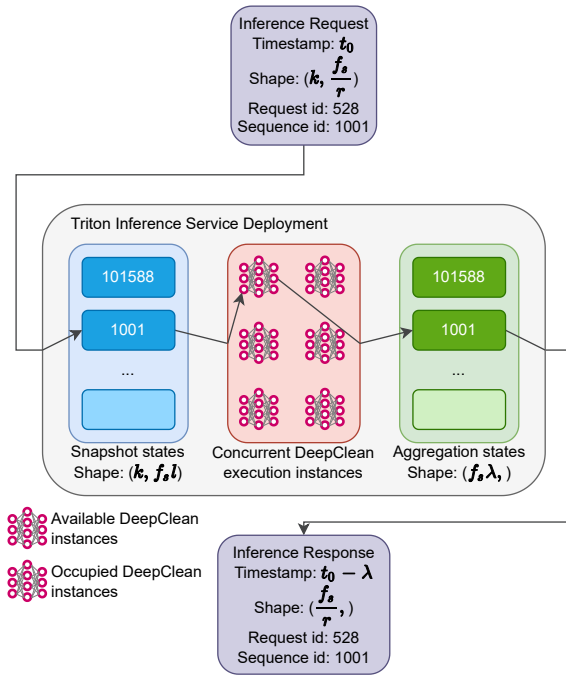 Inference Request
Timestamp: t₀
Shape: (k, fₛ/r)
Request id: 528
Sequence id: 1001
Triton Inference Service Deployment
101588
1001
...
101588
1001
...
Snapshot states
Shape: (k, fₛl)
Concurrent DeepClean
execution instances
Aggregation states
Shape: (fₛλ, )
Available DeepClean
instances
Occupied DeepClean
instances
Inference Response
Timestamp: t₀ − λ
Shape: (fₛ/r, )
Request id: 528
Sequence id: 1001